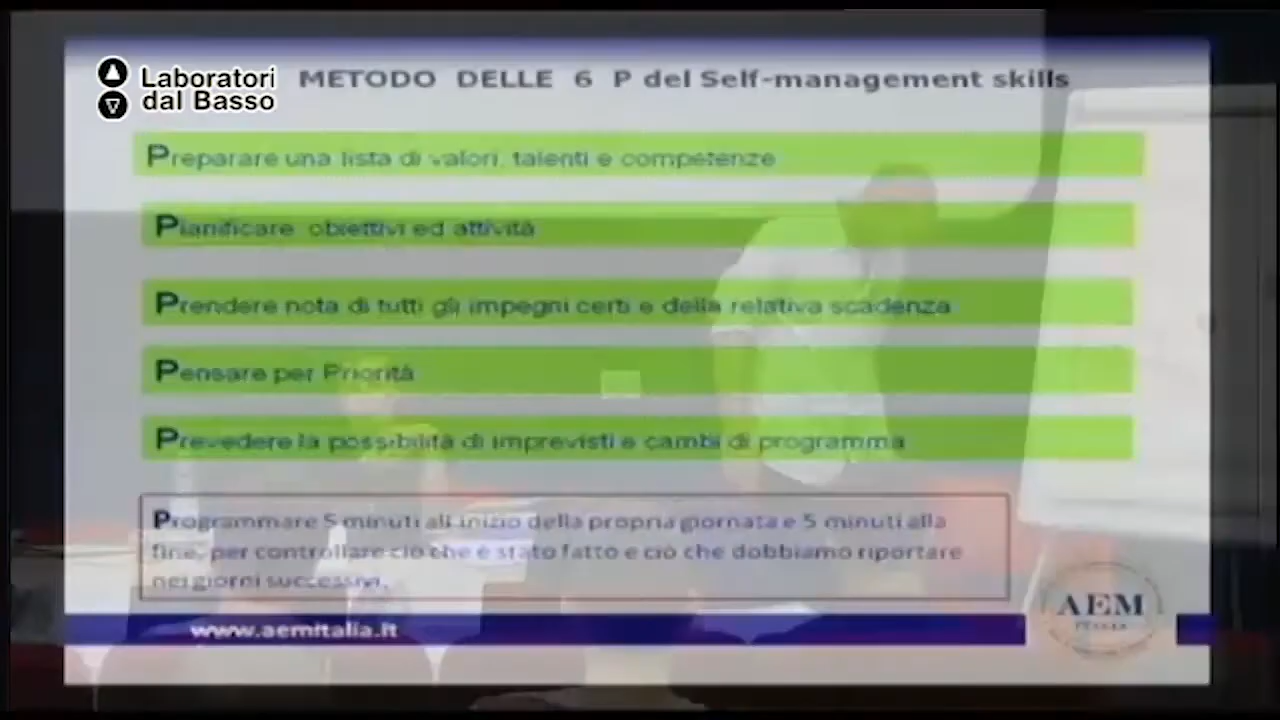 Laboratori
dal Basso
METODO DELLE 6 P del Self-management skills
Preparare una lista di valori, talenti e competenze
Pianificare obiettivi ed attività
Prendere nota di tutti gli impegni certi e della relativa scadenza
Pensare per Priorità
Prevedere la possibilità di imprevisti e cambi di programma
Programmare 5 minuti all inizio della propria giornata e 5 minuti alla
fine, per controllare ciò che è stato fatto e ciò che dobbiamo riportare
nei giorni successivi.
www.aemitalia.it
AEM
ITALIA